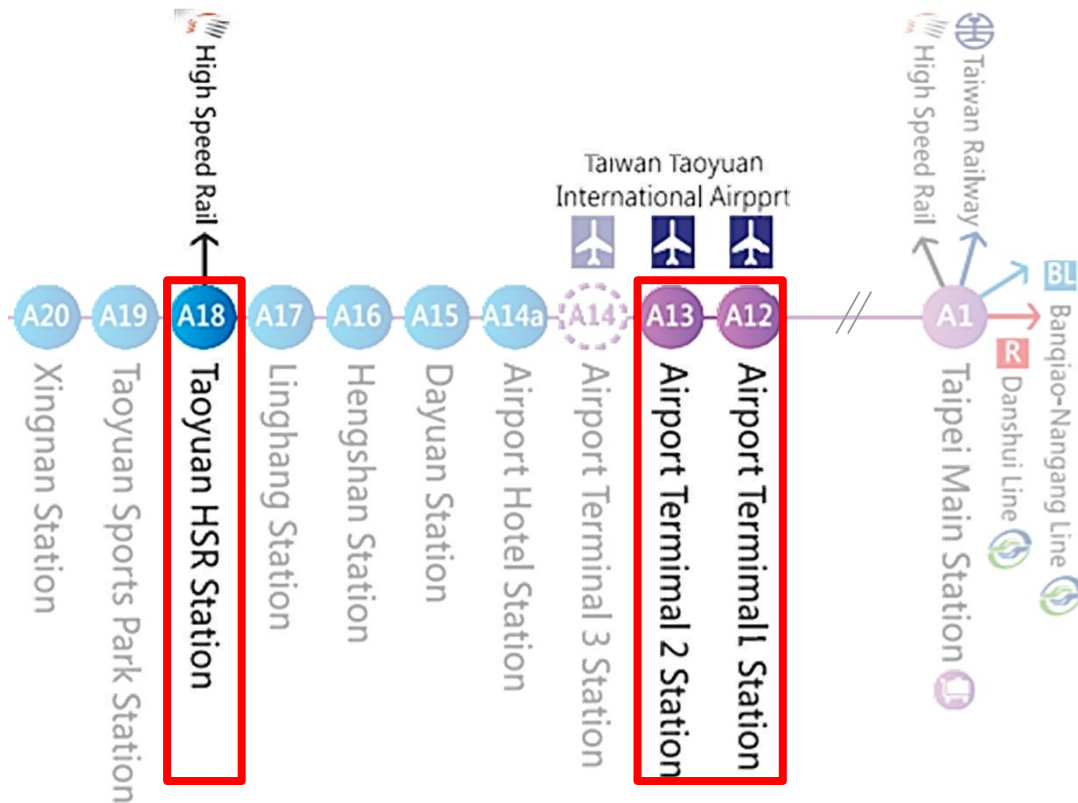 High Speed Rail
Taiwan Taoyuan
International Airpprt
High Speed Rail
Taiwan Railway
BL
Banqiao-Nangang Line
R
Danshui Line
A20
A19
A18
A17
A16
A15
A14a
A14
A13
A12
A1
Xingnan Station
Taoyuan Sports Park Station
Taoyuan HSR Station
Linghang Station
Hengshan Station
Dayuan Station
Airport Hotel Station
Airport Terminal 3 Station
Airport Termimal 2 Station
Airport Termimal1 Station
Taipei Main Station